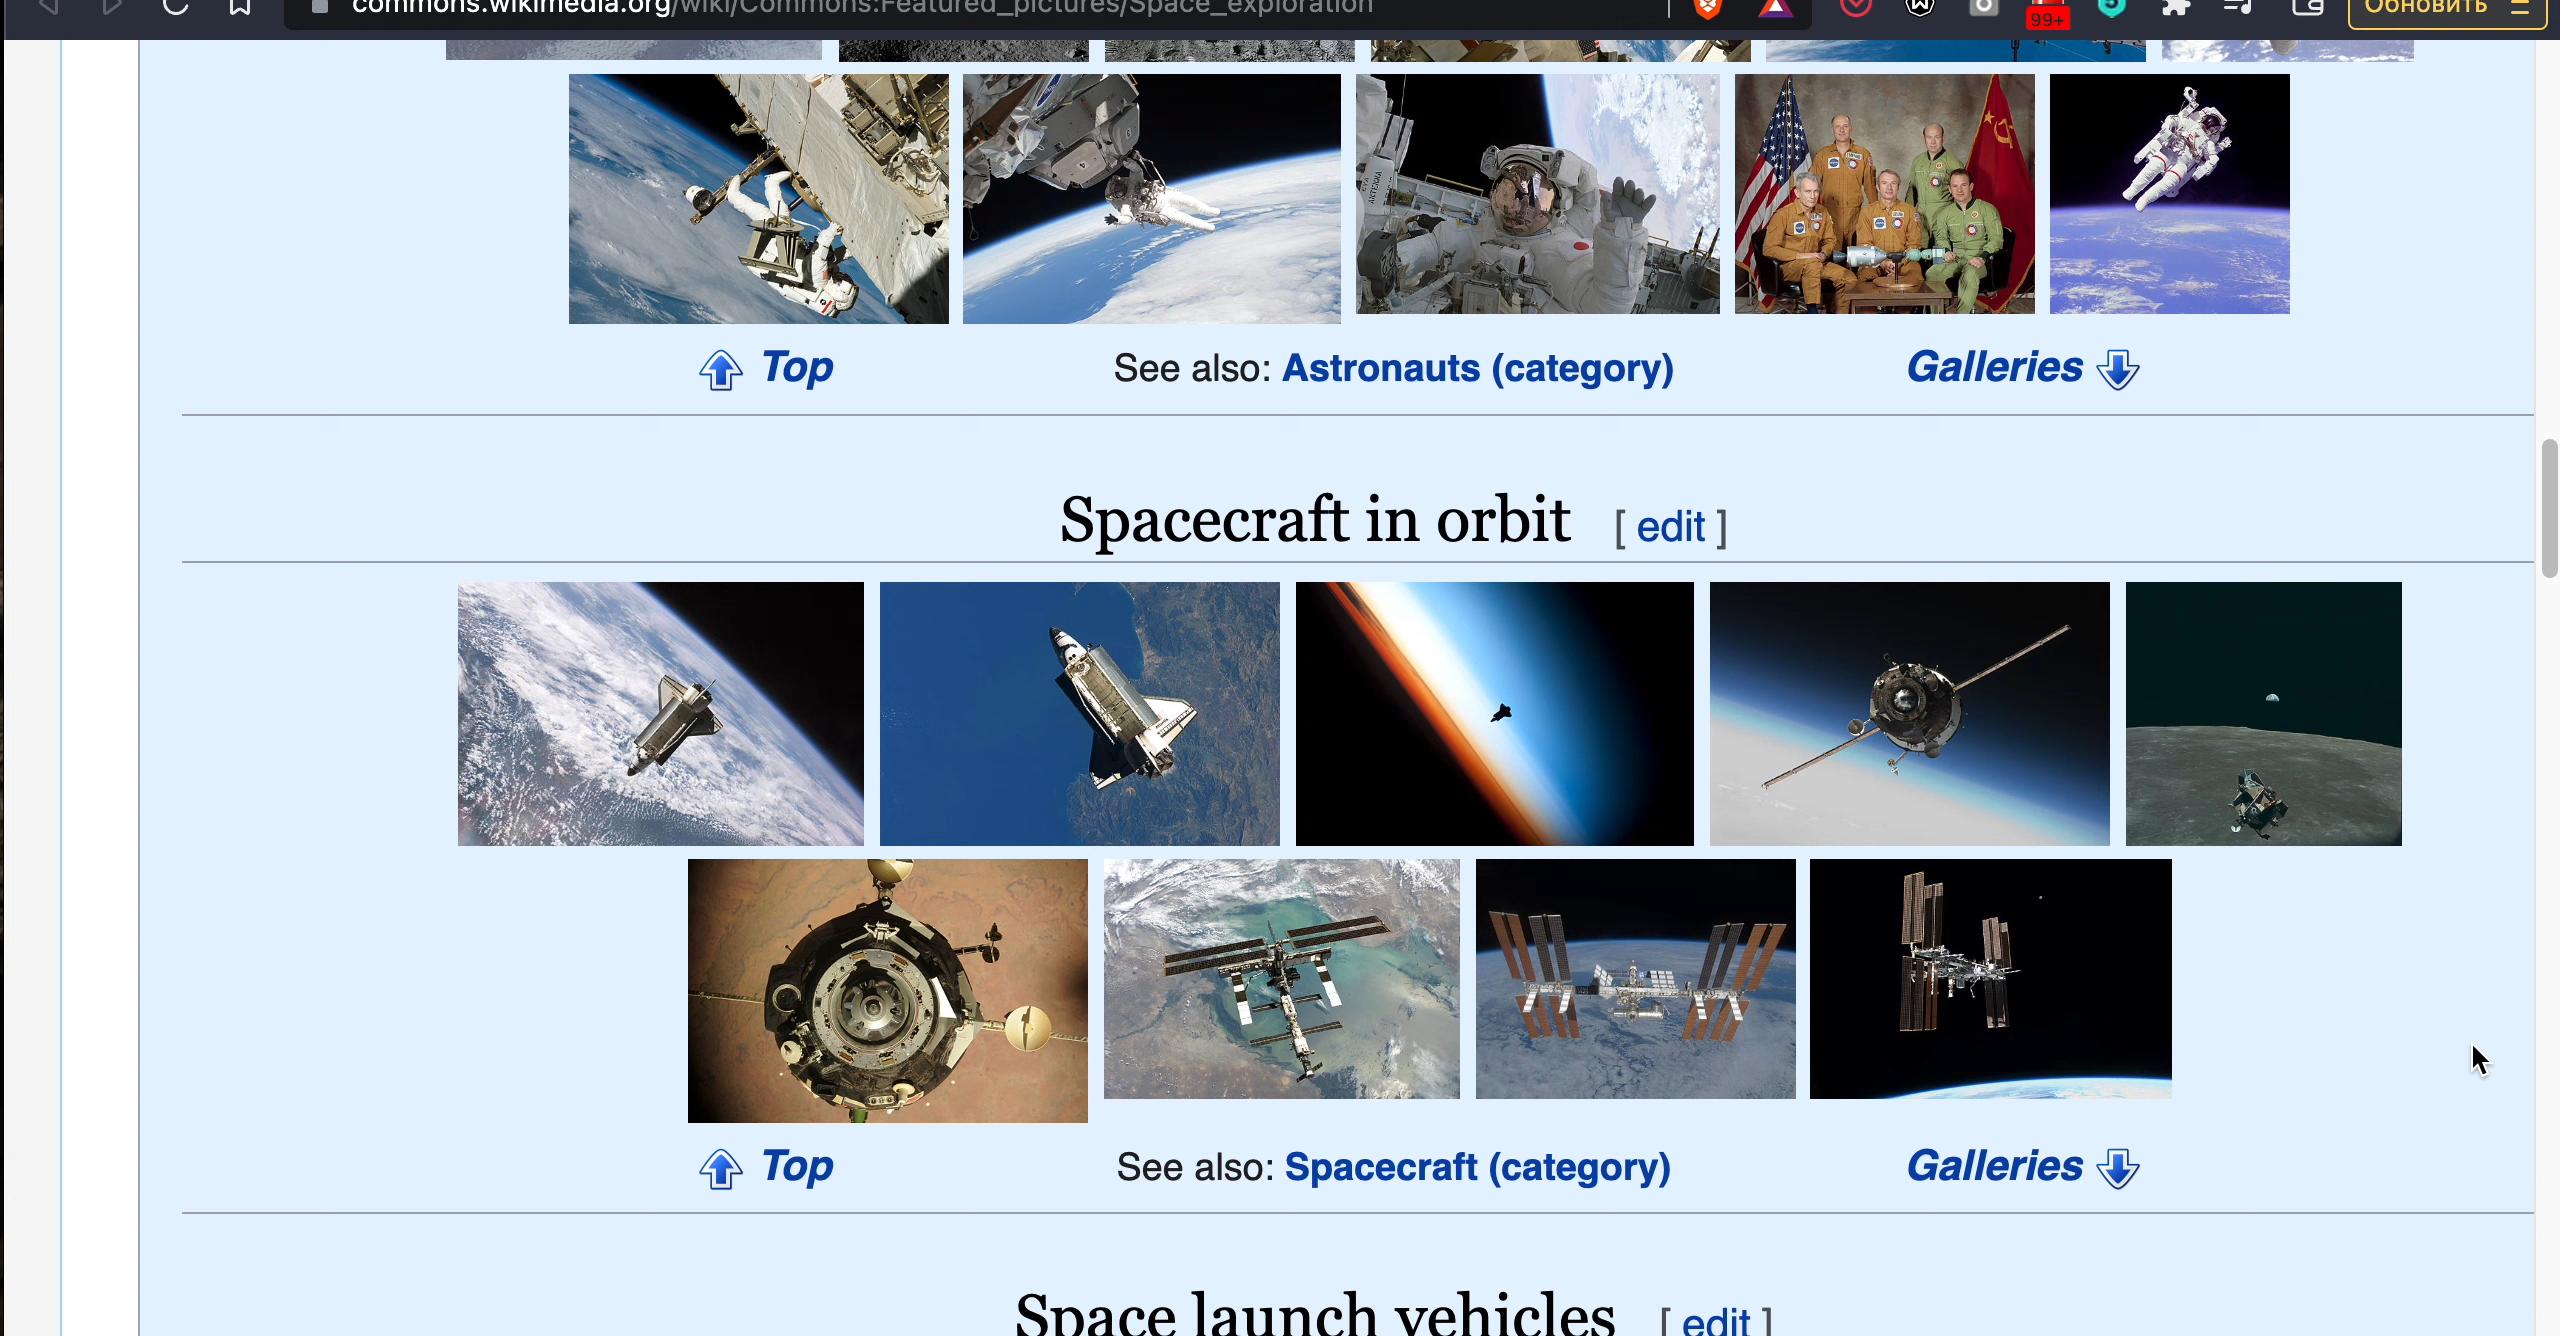 commons.wikimedia.org/wiki/Commons:Featured_pictures/Space_exploration
99+
Обновить
Top
See also: Astronauts (category)
Galleries
Spacecraft in orbit [ edit ]
Top
See also: Spacecraft (category)
Galleries
Space launch vehicles [ edit ]